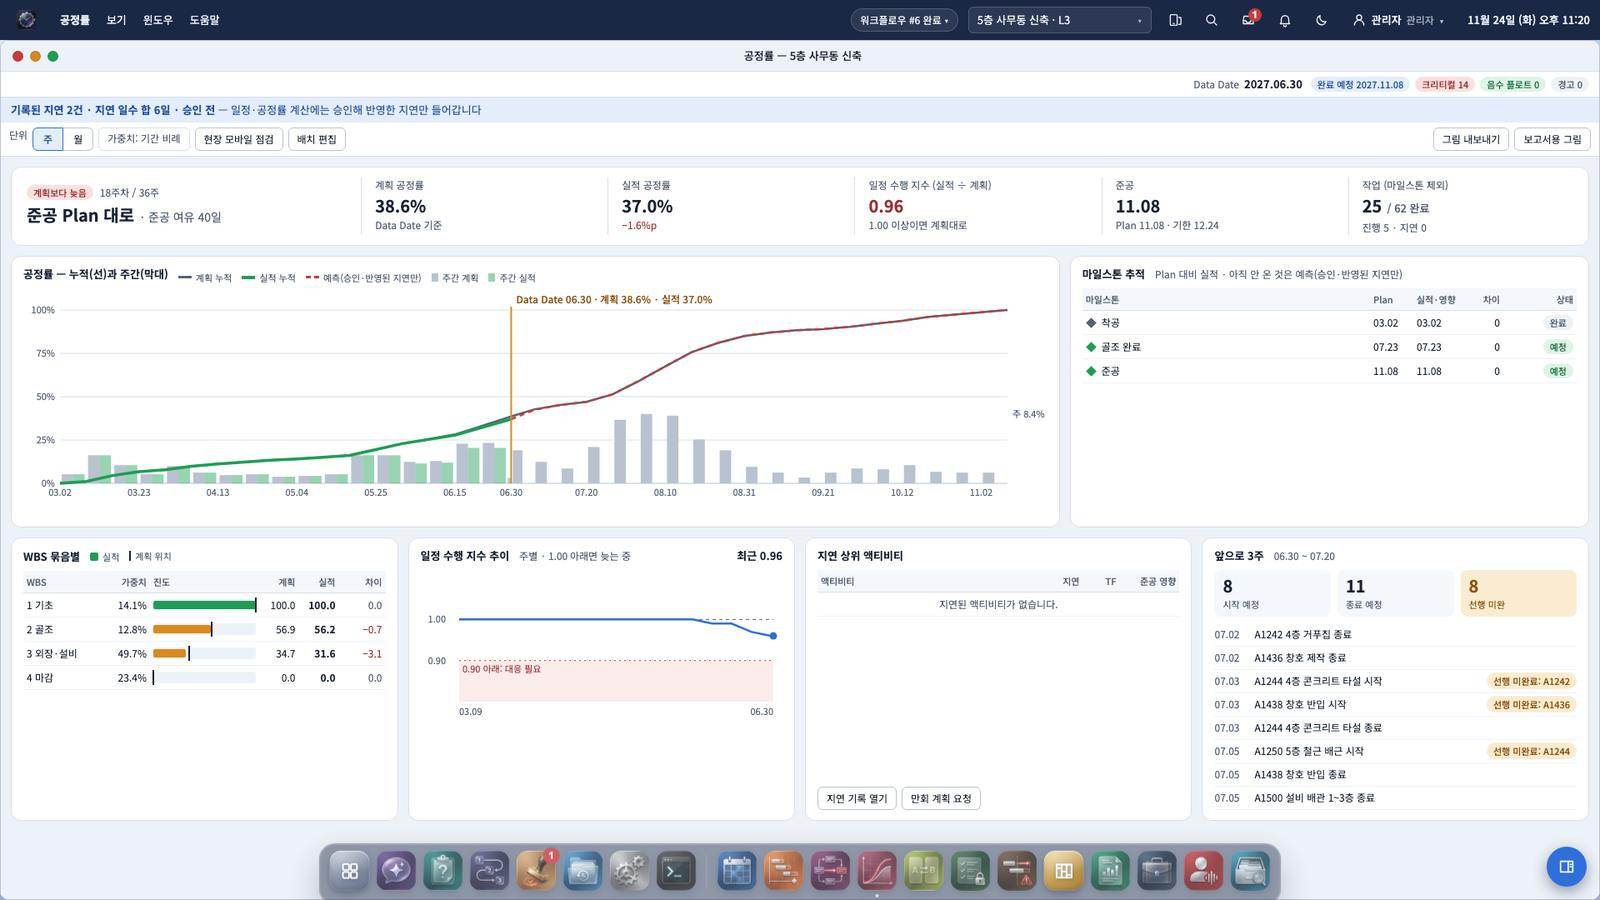 공정률 보기 윈도우 도움말 워크플로우 #6 완료 5층 사무동 신축 · L3 1 관리자 관리자 11월 24일 (화) 오후 11:20
공정률 — 5층 사무동 신축
Data Date 2027.06.30 완료 예정 2027.11.08 크리티컬 14 음수 플로트 0 경고 0
기록된 지연 2건 · 지연 일수 합 6일 · 승인 전 — 일정·공정률 계산에는 승인해 반영한 지연만 들어갑니다
단위 주 월 가중치: 기간 비례 현장 모바일 점검 배치 편집 그림 내보내기 보고서용 그림
계획보다 늦음 18주차 / 36주
준공 Plan 대로 · 준공 여유 40일
계획 공정률
38.6%
Data Date 기준
실적 공정률
37.0%
−1.6%p
일정 수행 지수 (실적 ÷ 계획)
0.96
1.00 이상이면 계획대로
준공
11.08
Plan 11.08 · 기한 12.24
작업 (마일스톤 제외)
25 / 62 완료
진행 5 · 지연 0
공정률 — 누적(선)과 주간(막대) 계획 누적 실적 누적 예측(승인·반영된 지연만) 주간 계획 주간 실적
Data Date 06.30 · 계획 38.6% · 실적 37.0%
100%
75%
50%
주 8.4%
25%
0%
03.02 03.23 04.13 05.04 05.25 06.15 06.30 07.20 08.10 08.31 09.21 10.12 11.02
마일스톤 추적 Plan 대비 실적 · 아직 안 온 것은 예측(승인·반영된 지연만)
마일스톤 Plan 실적·영향 차이 상태
착공 03.02 03.02 0 완료
골조 완료 07.23 07.23 0 예정
준공 11.08 11.08 0 예정
WBS 묶음별 실적 계획 위치
WBS 가중치 진도 계획 실적 차이
1 기초 14.1% 100.0 100.0 0.0
2 골조 12.8% 56.9 56.2 −0.7
3 외장·설비 49.7% 34.7 31.6 −3.1
4 마감 23.4% 0.0 0.0 0.0
일정 수행 지수 추이 주별 · 1.00 아래면 늦는 중 최근 0.96
1.00
0.90
0.90 아래: 대응 필요
03.09 06.30
지연 상위 액티비티
액티비티 지연 TF 준공 영향
지연된 액티비티가 없습니다.
지연 기록 열기 만회 계획 요청
앞으로 3주 06.30 ~ 07.20
8 11 8
시작 예정 종료 예정 선행 미완
07.02 A1242 4층 거푸집 종료
07.02 A1436 창호 제작 종료
07.03 A1244 4층 콘크리트 타설 시작 선행 미완료: A1242
07.03 A1438 창호 반입 시작 선행 미완료: A1436
07.03 A1244 4층 콘크리트 타설 종료
07.05 A1250 5층 철근 배근 시작 선행 미완료: A1244
07.05 A1438 창호 반입 종료
07.05 A1500 설비 배관 1~3층 종료
1